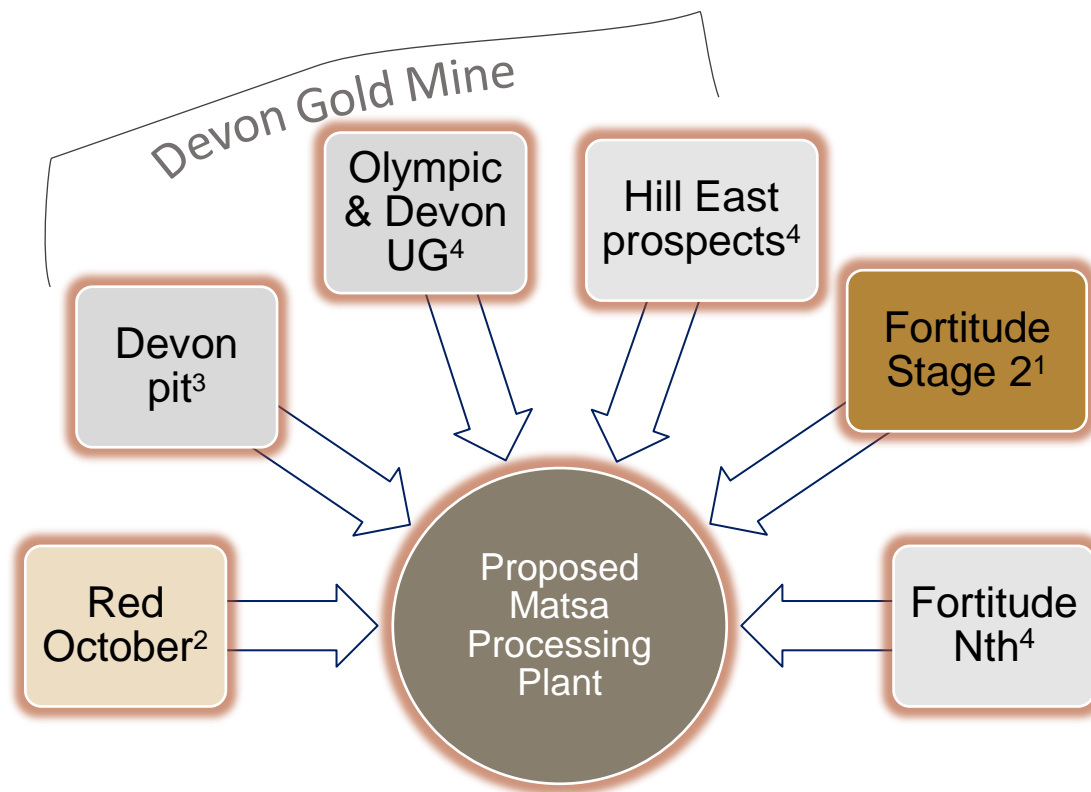 Devon Gold Mine
Olympic
& Devon
UG⁴
Hill East
prospects⁴
Devon
pit³
Fortitude
Stage 2¹
Red
October²
Proposed
Matsa
Processing
Plant
Fortitude
Nth⁴